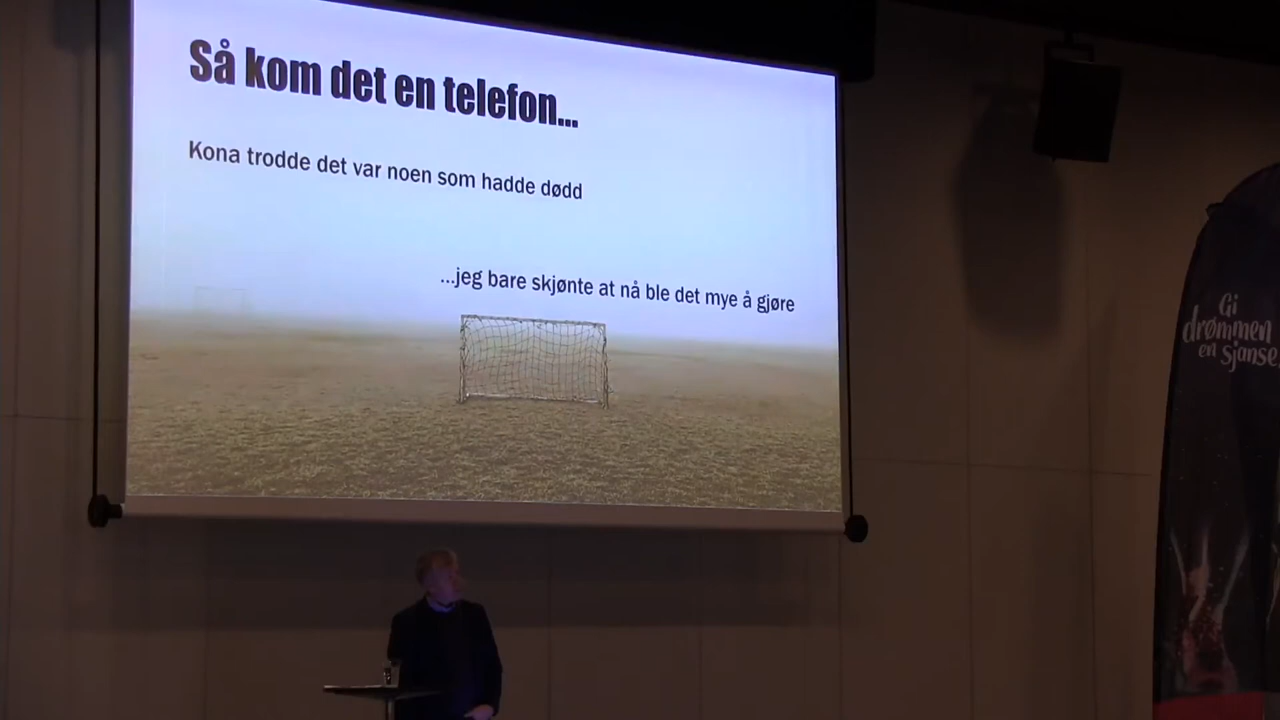 Så kom det en telefon...
Kona trodde det var noen som hadde dødd
...jeg bare skjønte at nå ble det mye å gjøre
Gi
drømmen
en sjanse